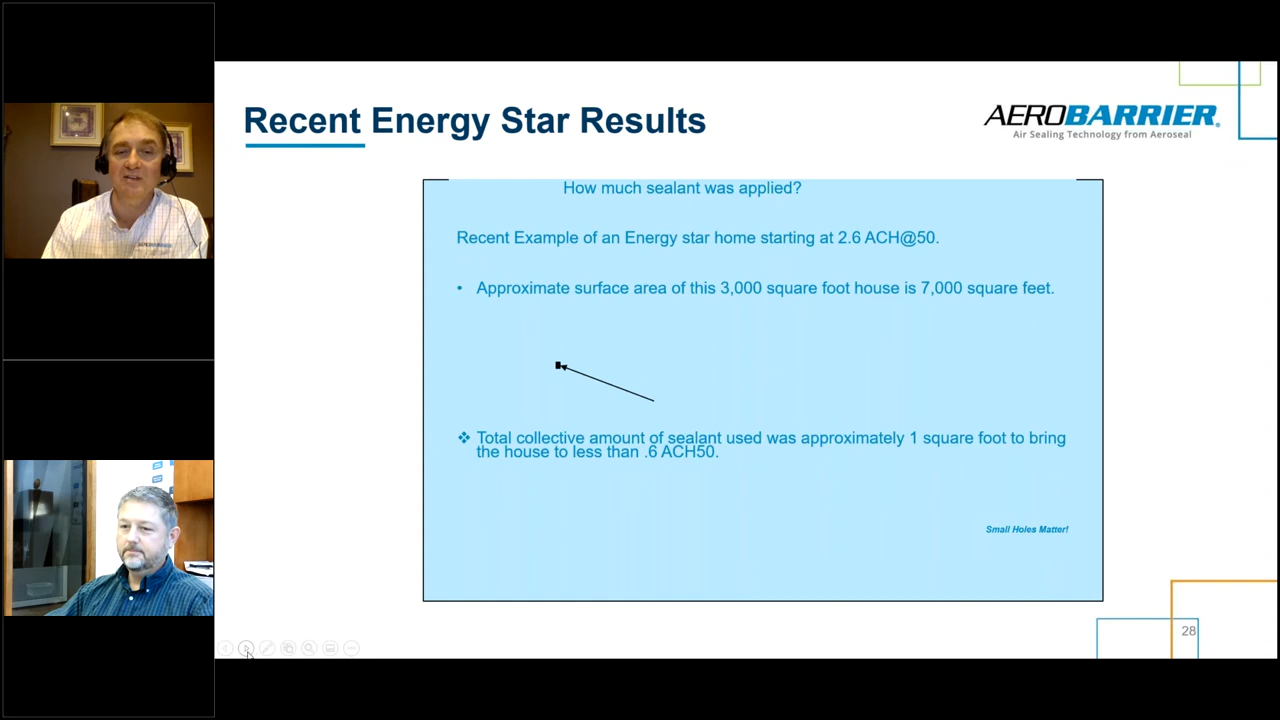 Recent Energy Star Results
AEROBARRIER
Air Sealing Technology from Aeroseal
How much sealant was applied?
Recent Example of an Energy star home starting at 2.6 ACH@50.
• Approximate surface area of this 3,000 square foot house is 7,000 square feet.
❖ Total collective amount of sealant used was approximately 1 square foot to bring
the house to less than .6 ACH50.
Small Holes Matter!
28